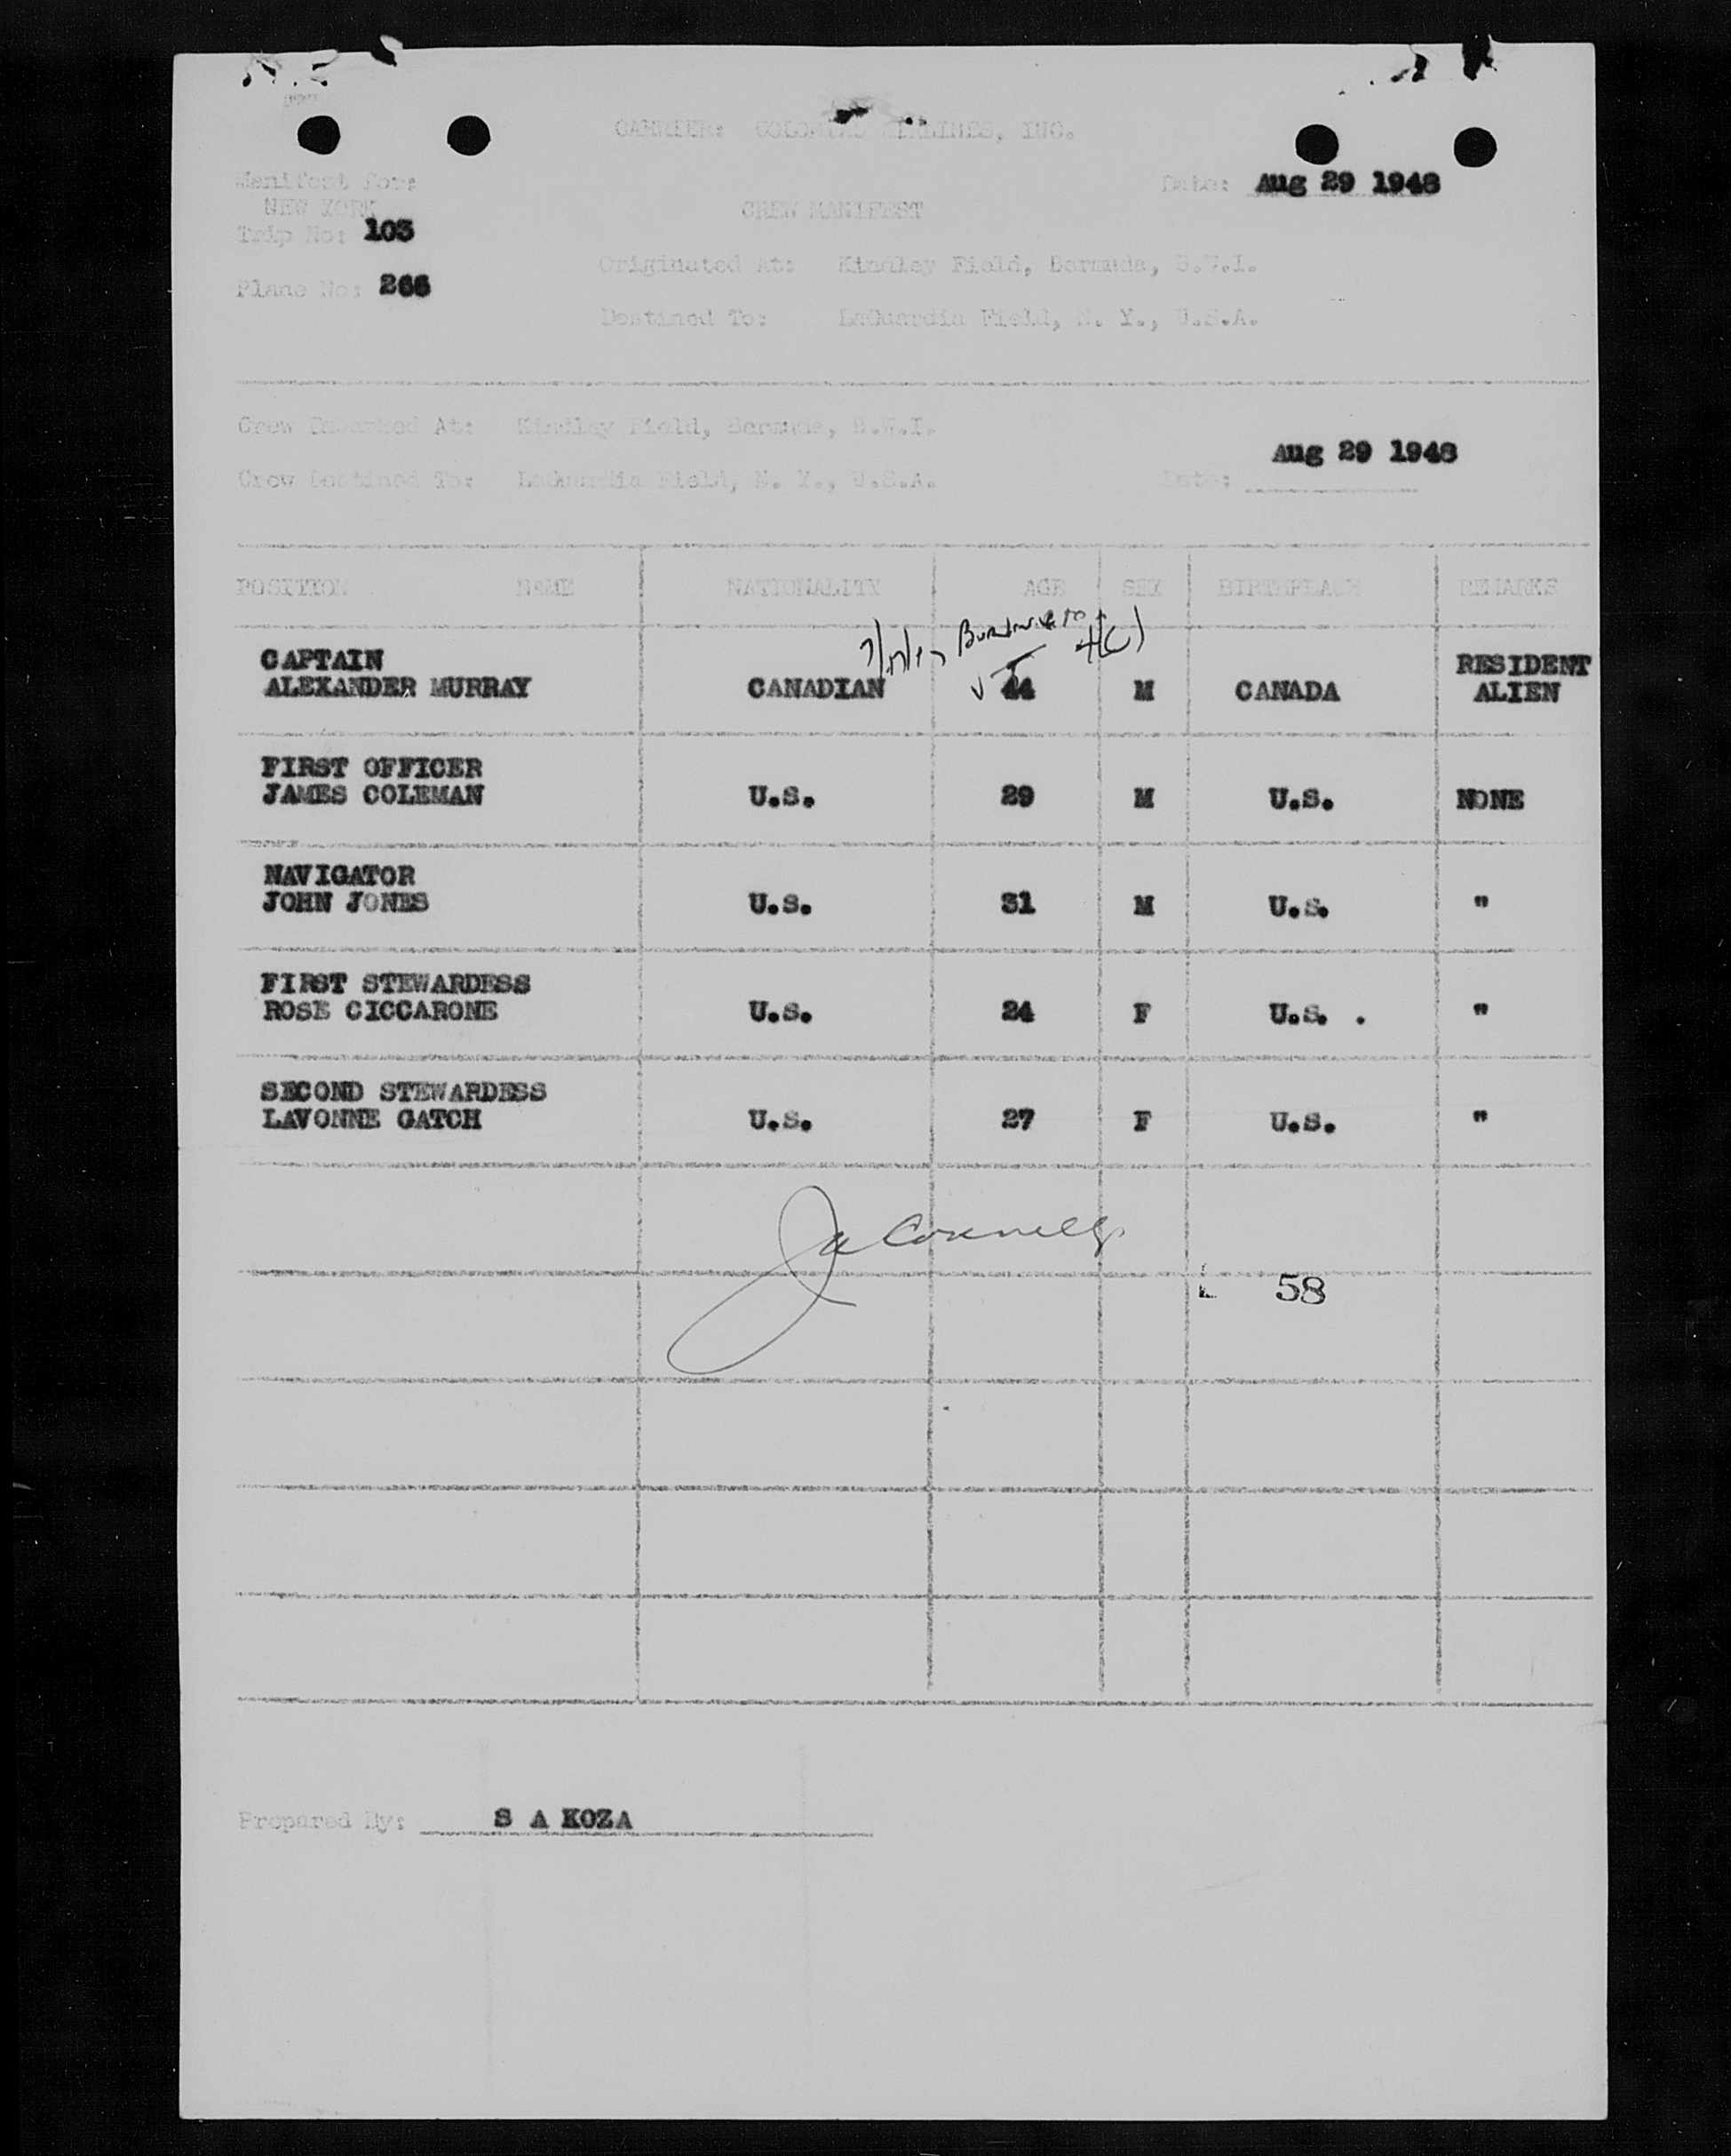 CARRIER: COLONIAL AIRLINES, INC.
Manifest for:
NEW YORK
Date: Aug 29 1948
CREW MANIFEST
Trip No: 103
Originated At: Kindley Field, Bermuda, B.W.I.
Plane No: 266
Destined To: LaGuardia Field, N. Y., U.S.A.
Crew Embarked At: Kindley Field, Bermuda, B.W.I.
Aug 29 1948
Crew Destined To: LaGuardia Field, N. Y., U.S.A. Date:
POSITION NAME NATIONALITY AGE SEX BIRTHPLACE REMARKS
4(C)
CAPTAIN RESIDENT
ALEXANDER MURRAY CANADIAN 44 M CANADA ALIEN
FIRST OFFICER
JAMES COLEMAN U.S. 29 M U.S. NONE
NAVIGATOR
JOHN JONES U.S. 31 M U.S. "
FIRST STEWARDESS
ROSE CICCARONE U.S. 24 F U.S. . "
SECOND STEWARDESS
LAVONNE GATCH U.S. 27 F U.S. "
58
Prepared By: S A KOZA